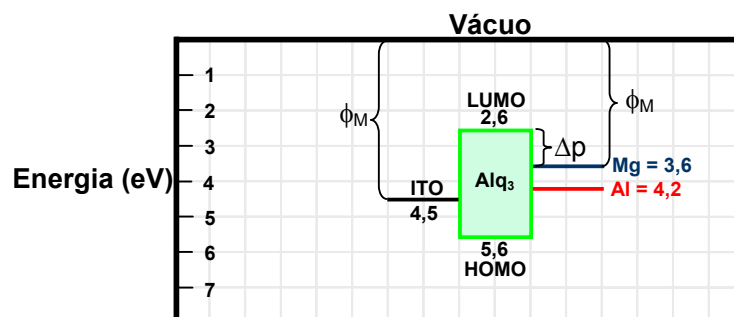 Vácuo
1
2
3
4
5
6
7
Energia (eV)
ϕM
LUMO
2,6
ϕM
Δp
ITO
4,5
Alq₃
Mg = 3,6
Al = 4,2
5,6
HOMO